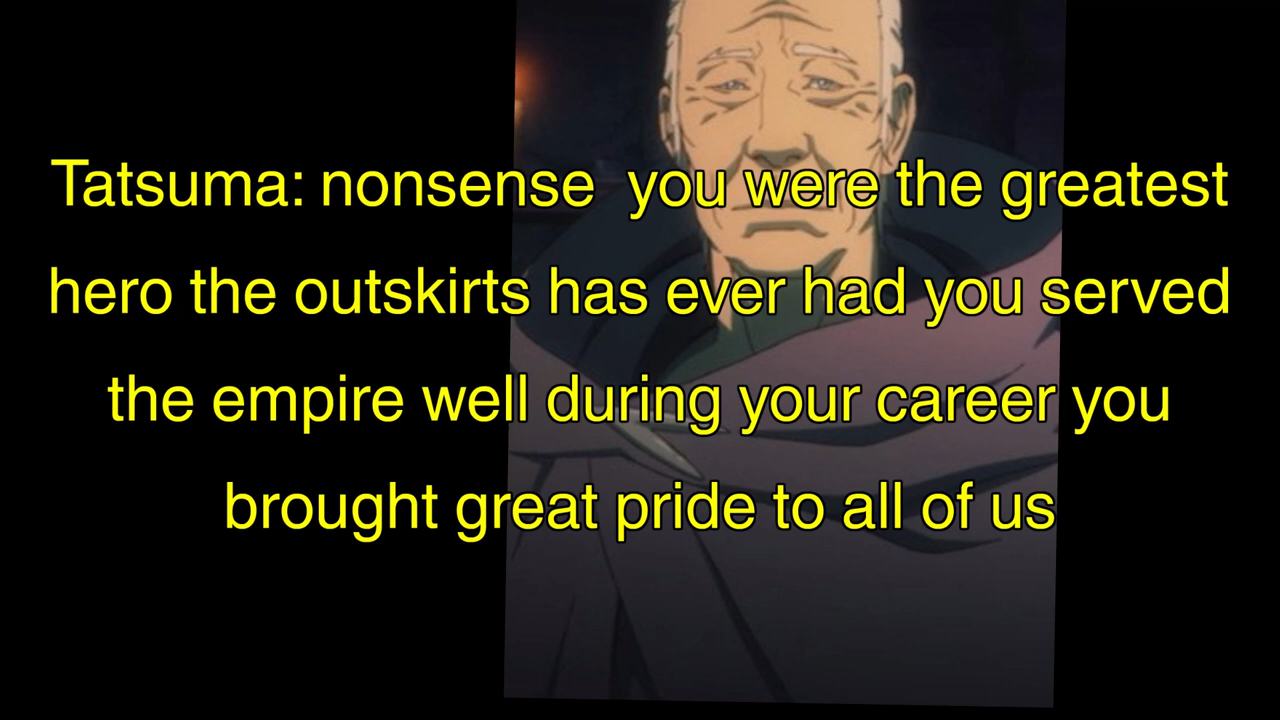 Tatsuma: nonsense  you were the greatest
hero the outskirts has ever had you served
the empire well during your career you
brought great pride to all of us